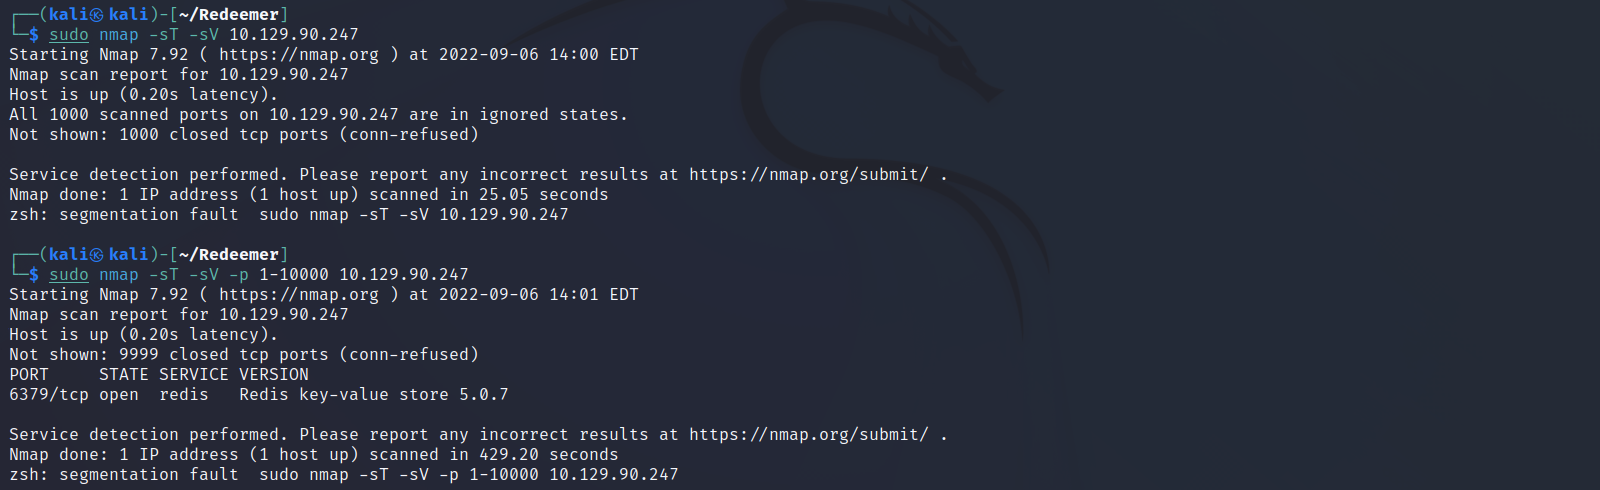 ┌──(kali㉿kali)-[~/Redeemer]
└─$ sudo nmap -sT -sV 10.129.90.247
Starting Nmap 7.92 ( https://nmap.org ) at 2022-09-06 14:00 EDT
Nmap scan report for 10.129.90.247
Host is up (0.20s latency).
All 1000 scanned ports on 10.129.90.247 are in ignored states.
Not shown: 1000 closed tcp ports (conn-refused)

Service detection performed. Please report any incorrect results at https://nmap.org/submit/ .
Nmap done: 1 IP address (1 host up) scanned in 25.05 seconds
zsh: segmentation fault  sudo nmap -sT -sV 10.129.90.247

┌──(kali㉿kali)-[~/Redeemer]
└─$ sudo nmap -sT -sV -p 1-10000 10.129.90.247
Starting Nmap 7.92 ( https://nmap.org ) at 2022-09-06 14:01 EDT
Nmap scan report for 10.129.90.247
Host is up (0.20s latency).
Not shown: 9999 closed tcp ports (conn-refused)
PORT     STATE SERVICE VERSION
6379/tcp open  redis   Redis key-value store 5.0.7

Service detection performed. Please report any incorrect results at https://nmap.org/submit/ .
Nmap done: 1 IP address (1 host up) scanned in 429.20 seconds
zsh: segmentation fault  sudo nmap -sT -sV -p 1-10000 10.129.90.247